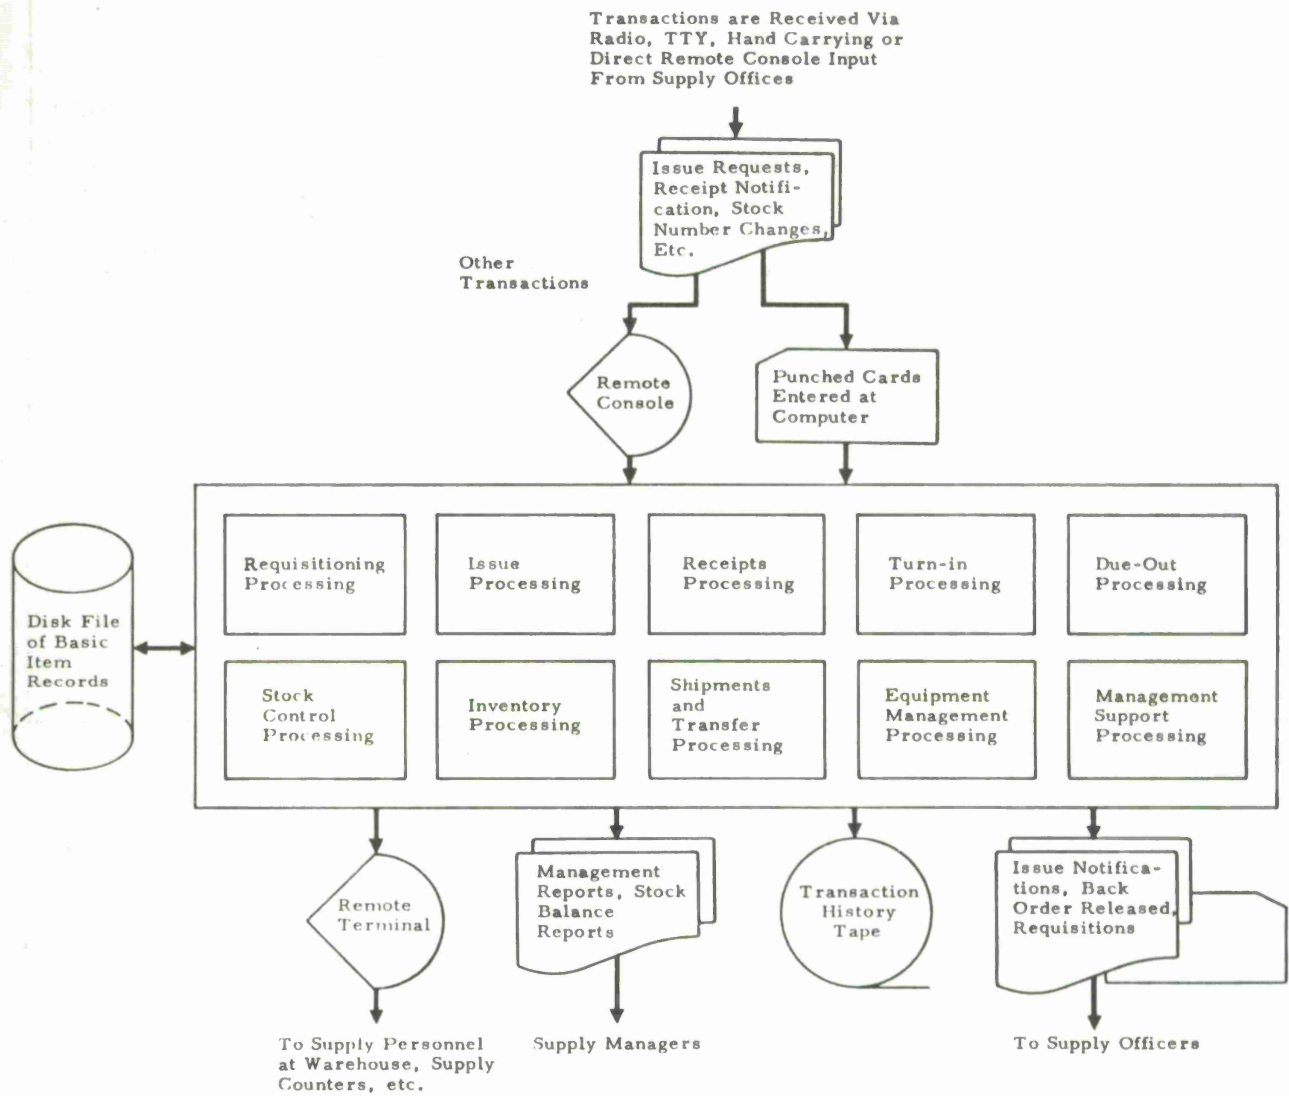 Transactions are Received Via
Radio, TTY, Hand Carrying or
Direct Remote Console Input
From Supply Offices
Issue Requests,
Receipt Notifi-
cation, Stock
Number Changes,
Etc.
Other
Transactions
Remote
Console
Punched Cards
Entered at
Computer
Requisitioning
Processing
Issue
Processing
Receipts
Processing
Turn-in
Processing
Due-Out
Processing
Disk File
of Basic
Item
Records
Stock
Control
Processing
Inventory
Processing
Shipments
and
Transfer
Processing
Equipment
Management
Processing
Management
Support
Processing
Remote
Terminal
Management
Reports, Stock
Balance
Reports
Transaction
History
Tape
Issue Notifica-
tions, Back
Order Released,
Requisitions
To Supply Personnel
at Warehouse, Supply
Counters, etc.
Supply Managers
To Supply Officers